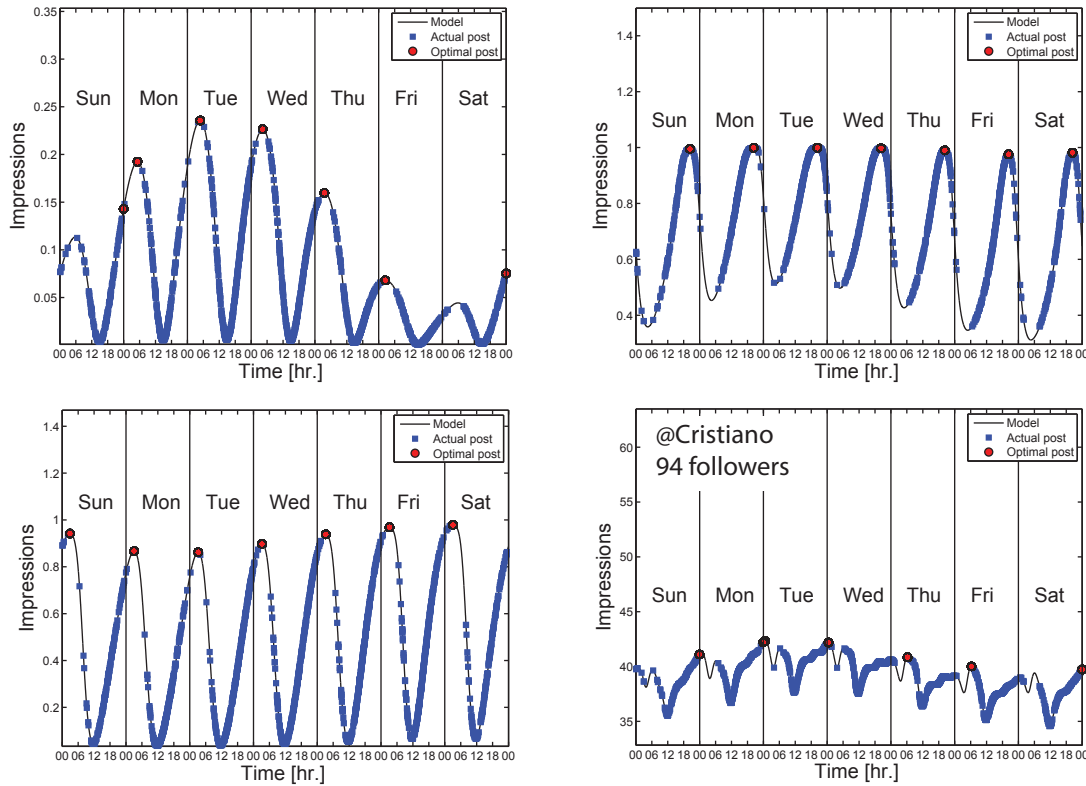 0.35
0.3
0.25
0.2
0.15
0.1
0.05
Impressions
Model
Actual post
Optimal post
Sun Mon Tue Wed Thu Fri Sat
00 06 12 18 00 06 12 18 00 06 12 18 00 06 12 18 00 06 12 18 00 06 12 18 00 06 12 18 00
Time [hr.]
1.4
1.2
1
0.8
0.6
0.4
Impressions
Model
Actual post
Optimal post
Sun Mon Tue Wed Thu Fri Sat
00 06 12 18 00 06 12 18 00 06 12 18 00 06 12 18 00 06 12 18 00 06 12 18 00 06 12 18 00
Time [hr.]
1.4
1.2
1
0.8
0.6
0.4
0.2
Impressions
Model
Actual post
Optimal post
Sun Mon Tue Wed Thu Fri Sat
00 06 12 18 00 06 12 18 00 06 12 18 00 06 12 18 00 06 12 18 00 06 12 18 00 06 12 18 00
Time [hr.]
60
55
50
45
40
35
Impressions
@Cristiano
94 followers
Model
Actual post
Optimal post
Sun Mon Tue Wed Thu Fri Sat
00 06 12 18 00 06 12 18 00 06 12 18 00 06 12 18 00 06 12 18 00 06 12 18 00 06 12 18 00
Time [hr.]